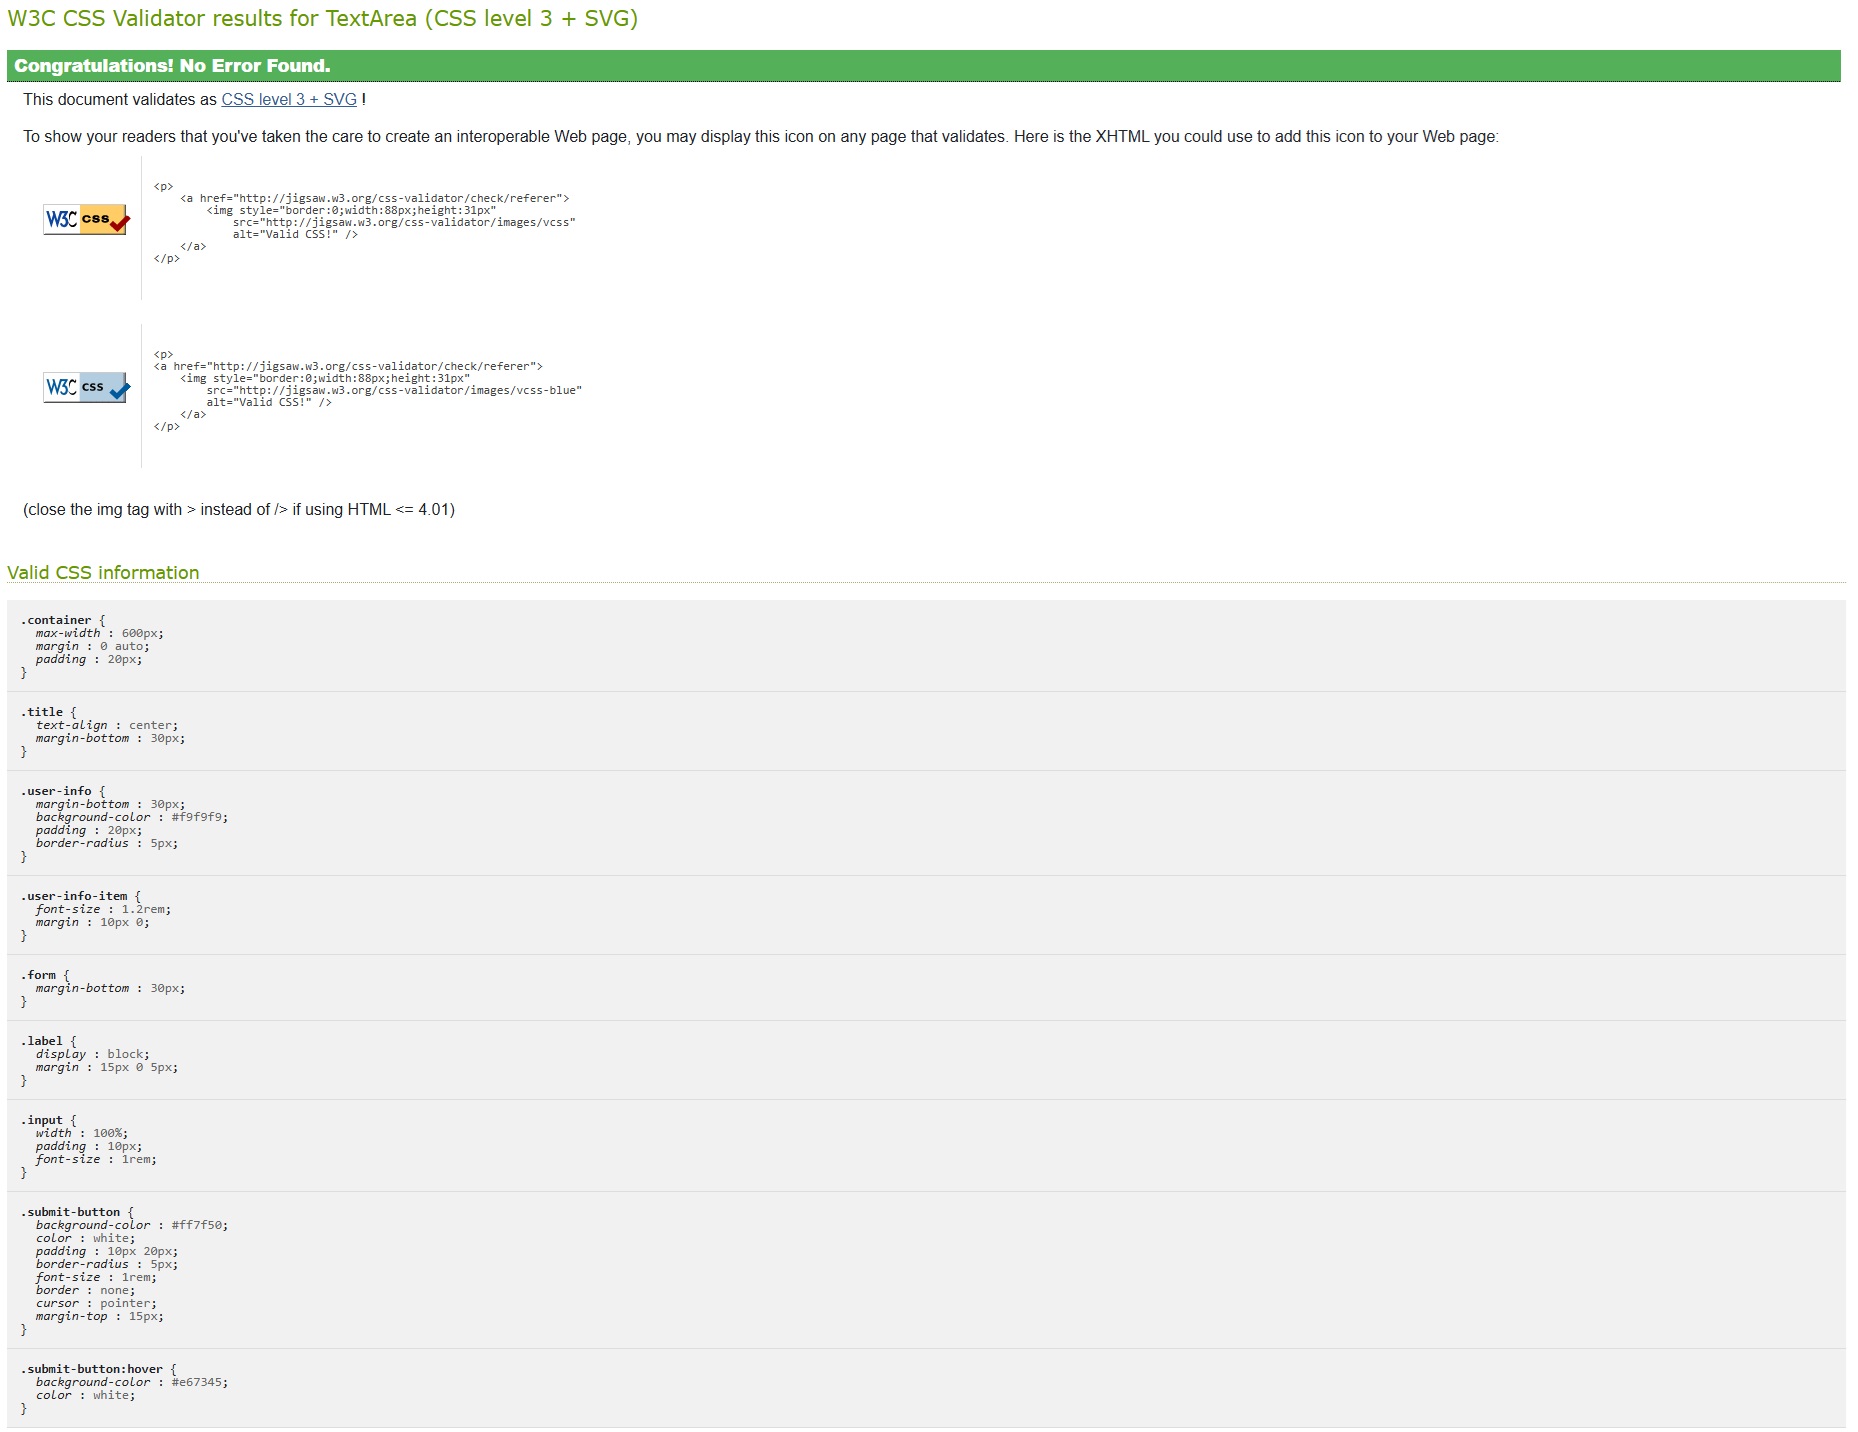 W3C CSS Validator results for TextArea (CSS level 3 + SVG)
Congratulations! No Error Found.
This document validates as CSS level 3 + SVG !
To show your readers that you've taken the care to create an interoperable Web page, you may display this icon on any page that validates. Here is the XHTML you could use to add this icon to your Web page:
W3C css
<p>
    <a href="http://jigsaw.w3.org/css-validator/check/referer">
        <img style="border:0;width:88px;height:31px"
            src="http://jigsaw.w3.org/css-validator/images/vcss"
            alt="Valid CSS!" />
    </a>
</p>
W3C css
<p>
<a href="http://jigsaw.w3.org/css-validator/check/referer">
    <img style="border:0;width:88px;height:31px"
        src="http://jigsaw.w3.org/css-validator/images/vcss-blue"
        alt="Valid CSS!" />
    </a>
</p>
(close the img tag with > instead of /> if using HTML <= 4.01)
Valid CSS information
.container {
  max-width : 600px;
  margin : 0 auto;
  padding : 20px;
}
.title {
  text-align : center;
  margin-bottom : 30px;
}
.user-info {
  margin-bottom : 30px;
  background-color : #f9f9f9;
  padding : 20px;
  border-radius : 5px;
}
.user-info-item {
  font-size : 1.2rem;
  margin : 10px 0;
}
.form {
  margin-bottom : 30px;
}
.label {
  display : block;
  margin : 15px 0 5px;
}
.input {
  width : 100%;
  padding : 10px;
  font-size : 1rem;
}
.submit-button {
  background-color : #ff7f50;
  color : white;
  padding : 10px 20px;
  border-radius : 5px;
  font-size : 1rem;
  border : none;
  cursor : pointer;
  margin-top : 15px;
}
.submit-button:hover {
  background-color : #e67345;
  color : white;
}